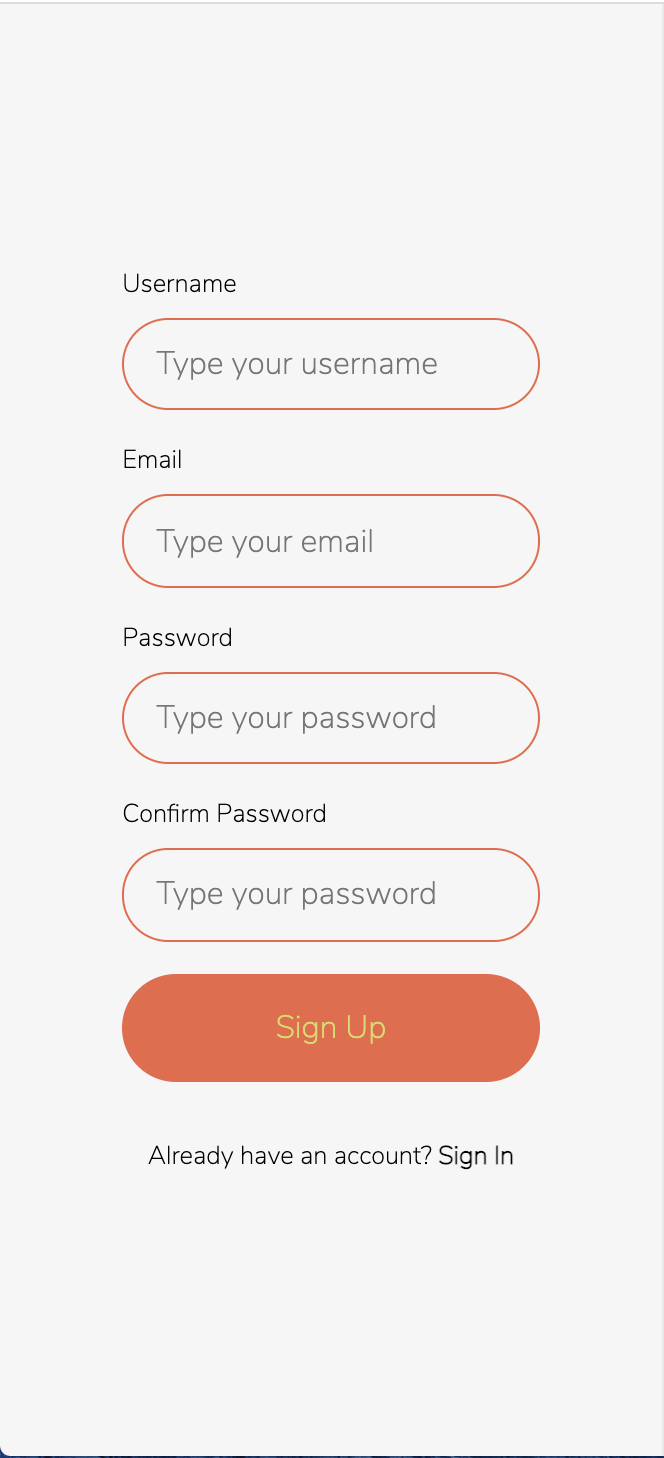 Username
Type your username
Email
Type your email
Password
Type your password
Confirm Password
Type your password
Sign Up
Already have an account? Sign In